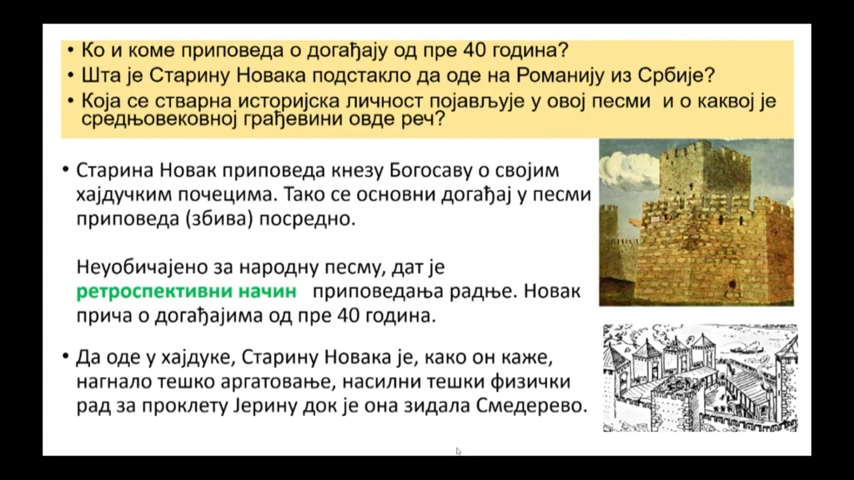 • Ко и коме приповеда о догађају од пре 40 година?
• Шта је Старину Новака подстакло да оде на Романију из Србије?
• Која се стварна историјска личност појављује у овој песми и о каквој је
средњовековној грађевини овде реч?
• Старина Новак приповеда кнезу Богосаву о својим
хајдучким почецима. Тако се основни догађај у песми
приповеда (збива) посредно.
Неуобичајено за народну песму, дат је
ретроспективни начин приповедања радње. Новак
прича о догађајима од пре 40 година.
• Да оде у хајдуке, Старину Новака је, како он каже,
нагнало тешко аргатовање, насилни тешки физички
рад за проклету Јерину док је она зидала Смедерево.